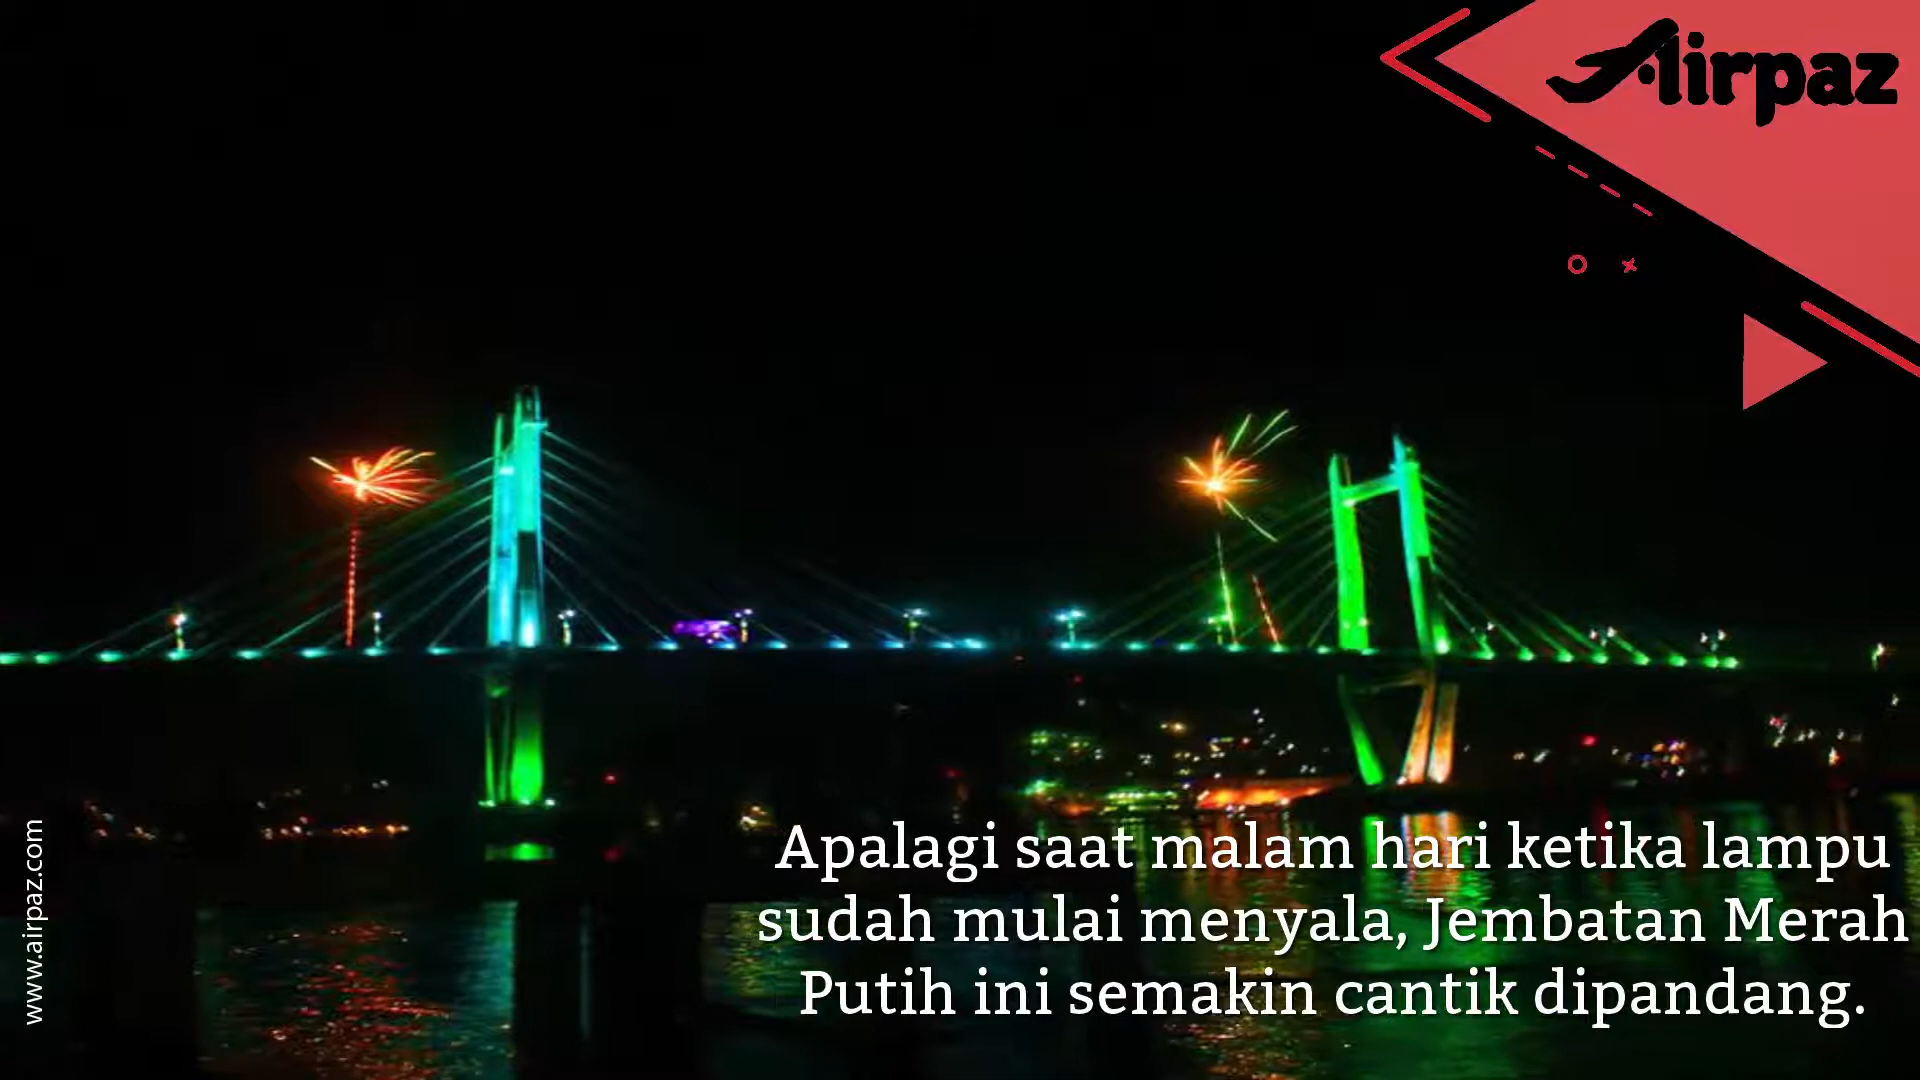 Airpaz
Apalagi saat malam hari ketika lampu
sudah mulai menyala, Jembatan Merah
Putih ini semakin cantik dipandang.
www.airpaz.com